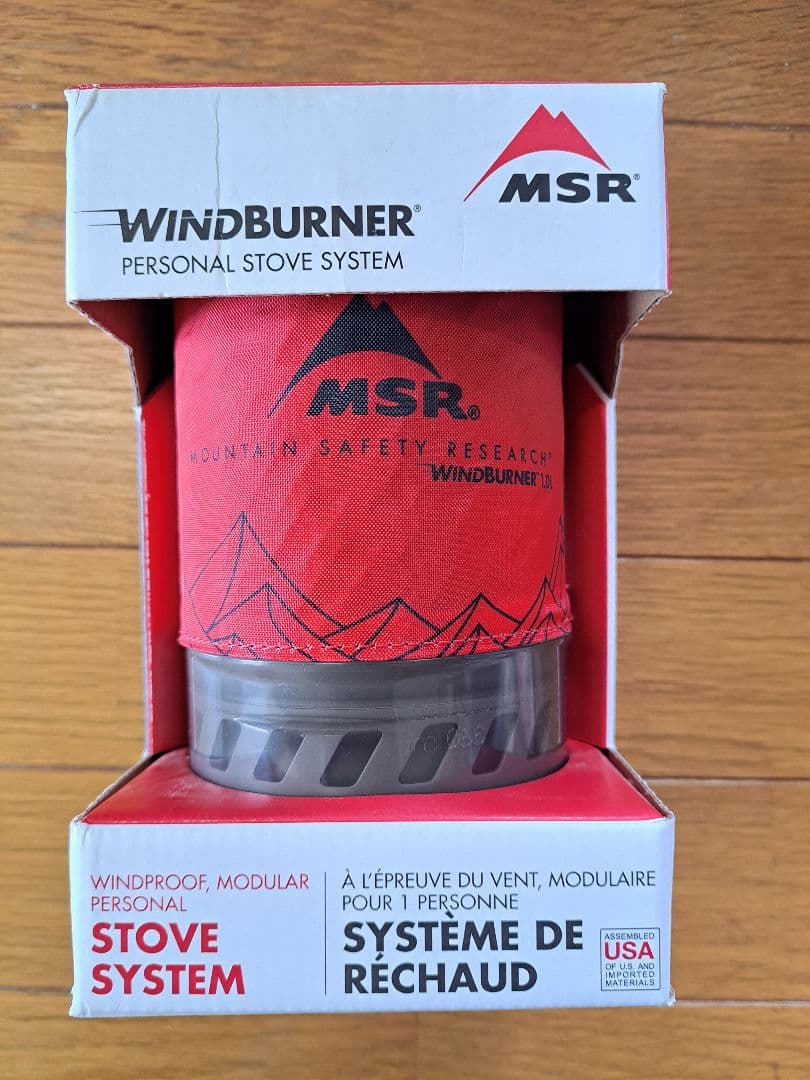 MSR®
WINDBURNER®
PERSONAL STOVE SYSTEM
MSR®
MOUNTAIN SAFETY RESEARCH®
WINDBURNER™ 1.0L
WINDPROOF, MODULAR
PERSONAL
STOVE
SYSTEM
À L'ÉPREUVE DU VENT, MODULAIRE
POUR 1 PERSONNE
SYSTÈME DE
RÉCHAUD
ASSEMBLED
USA
OF U.S. AND
IMPORTED
MATERIALS